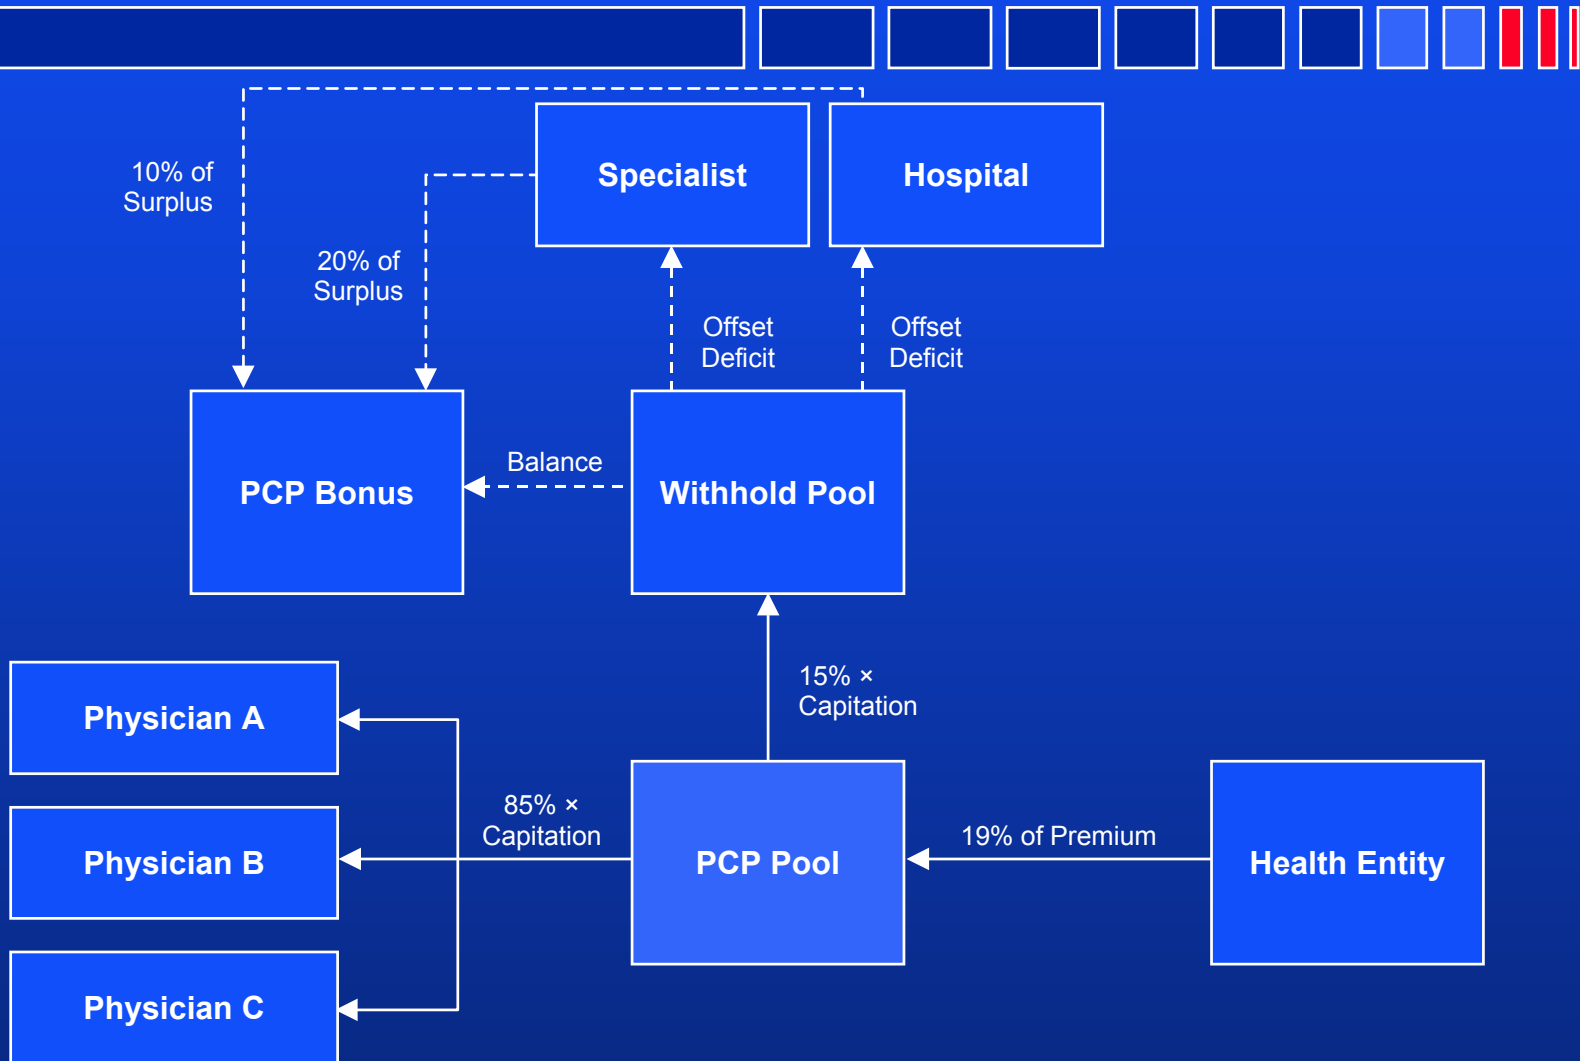 10% of
Surplus
Specialist
Hospital
20% of
Surplus
Offset
Deficit
Offset
Deficit
PCP Bonus
Balance
Withhold Pool
15% ×
Capitation
Physician A
Physician B
Physician C
85% ×
Capitation
PCP Pool
19% of Premium
Health Entity